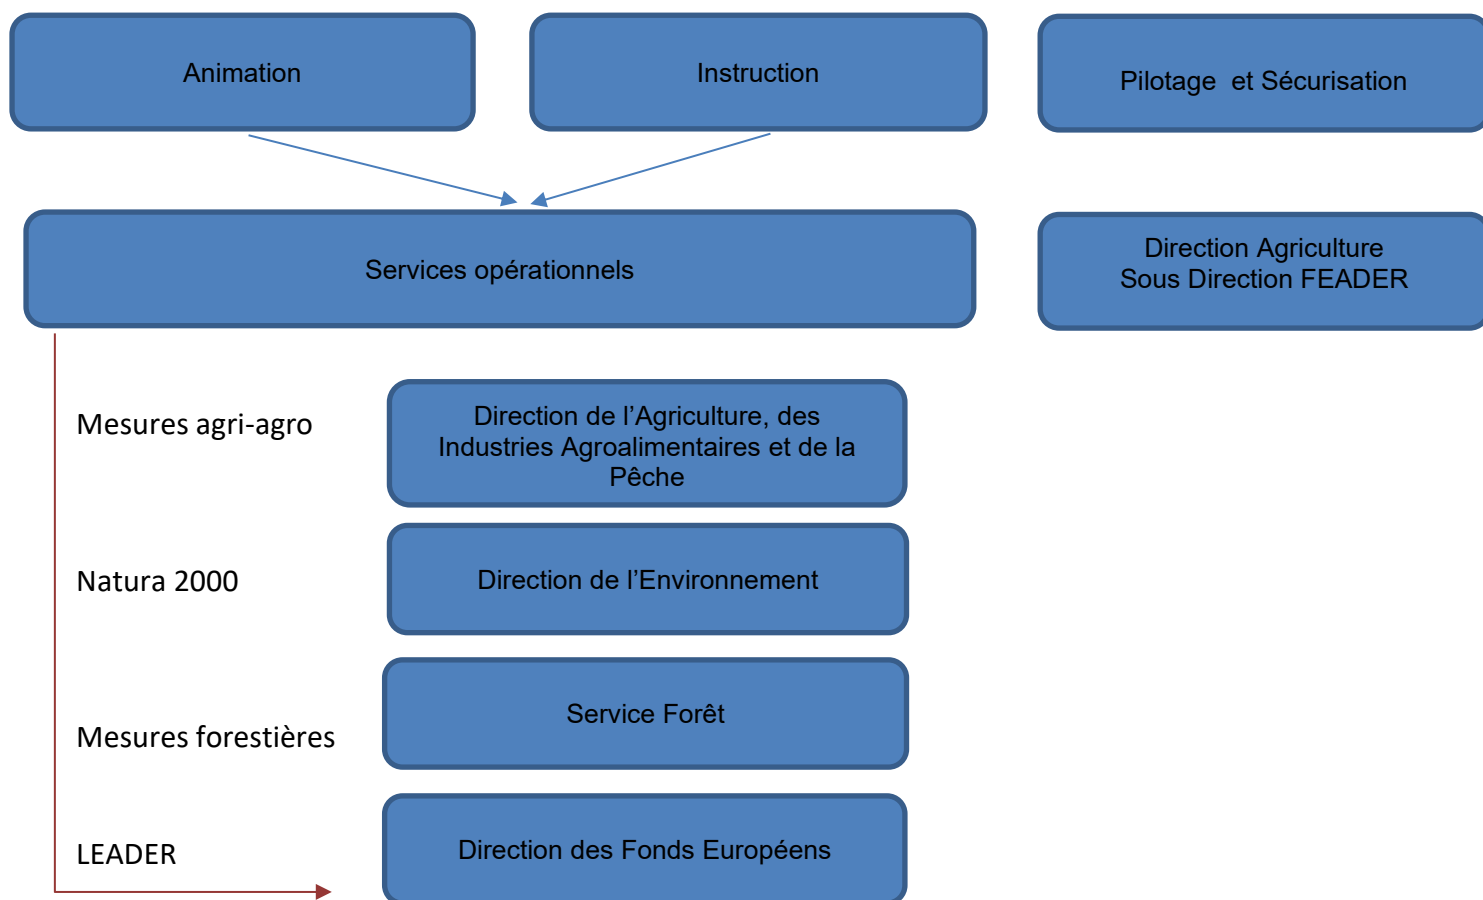 Animation
Instruction
Pilotage et Sécurisation
Services opérationnels
Direction Agriculture
Sous Direction FEADER
Mesures agri-agro
Direction de l’Agriculture, des
Industries Agroalimentaires et de la
Pêche
Natura 2000
Direction de l’Environnement
Mesures forestières
Service Forêt
LEADER
Direction des Fonds Européens